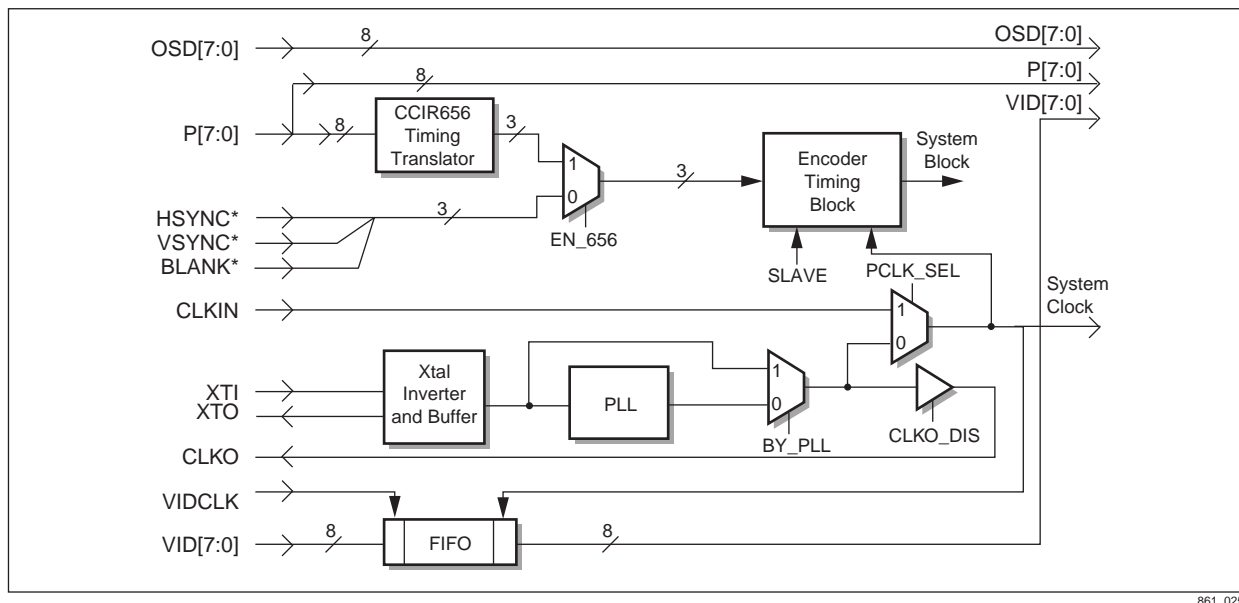 OSD[7:0]
8
OSD[7:0]
8
P[7:0]
P[7:0]
8
CCIR656
Timing
Translator
3
VID[7:0]
1
0
EN_656
3
Encoder
Timing
Block
System
Block
HSYNC*
3
VSYNC*
BLANK*
SLAVE
PCLK_SEL
CLKIN
1
0
System
Clock
XTI
XTO
Xtal
Inverter
and Buffer
PLL
1
0
BY_PLL
CLKO_DIS
CLKO
VIDCLK
VID[7:0]
8
FIFO
8
861_025